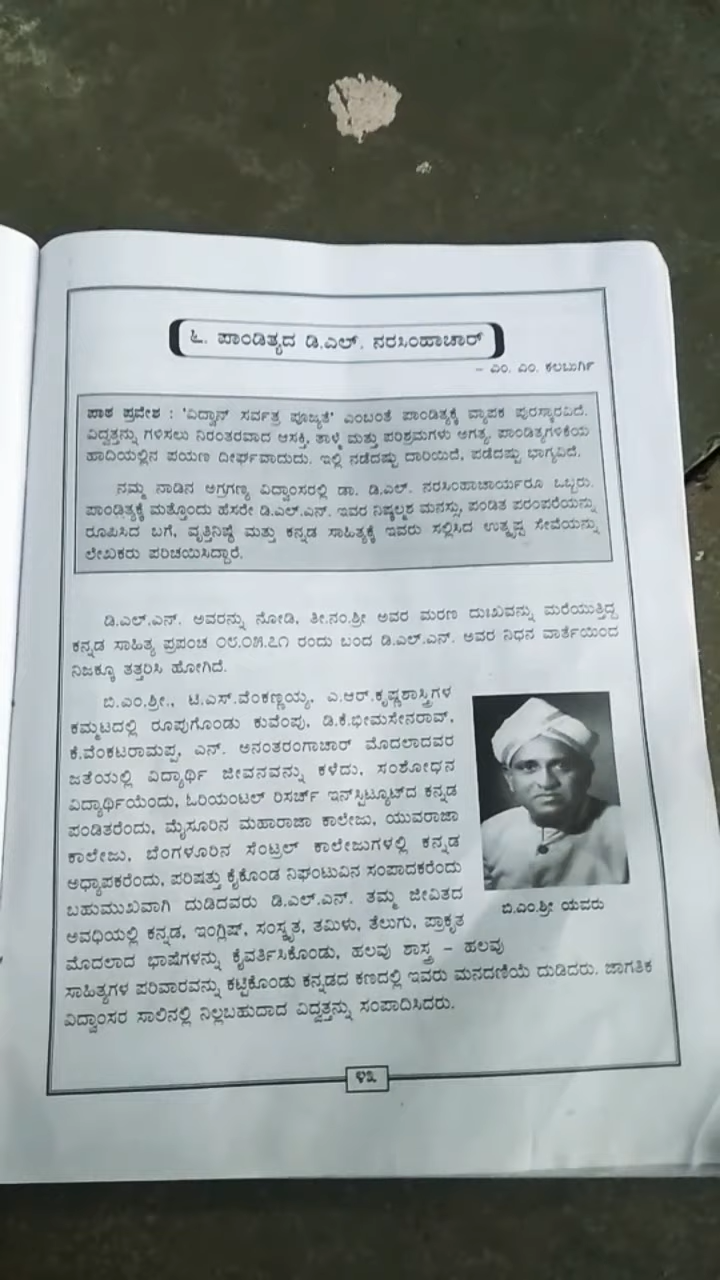 ೬. ಪಾಂಡಿತ್ಯದ ಡಿ.ಎಲ್. ನರಸಿಂಹಾಚಾರ್
– ಎಂ. ಎಂ. ಕಲಬುರ್ಗಿ
ಪಾಠ ಪ್ರವೇಶ : 'ವಿದ್ವಾನ್ ಸರ್ವತ್ರ ಪೂಜ್ಯತೆ' ಎಂಬಂತೆ ಪಾಂಡಿತ್ಯಕ್ಕೆ ವ್ಯಾಪಕ ಪುರಸ್ಕಾರವಿದೆ.
ವಿದ್ವತ್ತನ್ನು ಗಳಿಸಲು ನಿರಂತರವಾದ ಆಸಕ್ತಿ, ತಾಳ್ಮೆ ಮತ್ತು ಪರಿಶ್ರಮಗಳು ಅಗತ್ಯ. ಪಾಂಡಿತ್ಯಗಳಿಕೆಯ
ಹಾದಿಯಲ್ಲಿನ ಪಯಣ ದೀರ್ಘವಾದುದು. ಇಲ್ಲಿ ನಡೆದಷ್ಟು ದಾರಿಯಿದೆ, ಪಡೆದಷ್ಟು ಭಾಗ್ಯವಿದೆ.
ನಮ್ಮ ನಾಡಿನ ಅಗ್ರಗಣ್ಯ ವಿದ್ವಾಂಸರಲ್ಲಿ ಡಾ. ಡಿ.ಎಲ್. ನರಸಿಂಹಾಚಾರ್ಯರೂ ಒಬ್ಬರು.
ಪಾಂಡಿತ್ಯಕ್ಕೆ ಮತ್ತೊಂದು ಹೆಸರೇ ಡಿ.ಎಲ್.ಎನ್. ಇವರ ನಿಷ್ಕಲ್ಮಶ ಮನಸ್ಸು, ಪಂಡಿತ ಪರಂಪರೆಯನ್ನು
ರೂಪಿಸಿದ ಬಗೆ, ವೃತ್ತಿನಿಷ್ಠೆ ಮತ್ತು ಕನ್ನಡ ಸಾಹಿತ್ಯಕ್ಕೆ ಇವರು ಸಲ್ಲಿಸಿದ ಉತ್ಕೃಷ್ಟ ಸೇವೆಯನ್ನು
ಲೇಖಕರು ಪರಿಚಯಿಸಿದ್ದಾರೆ.
ಡಿ.ಎಲ್.ಎನ್. ಅವರನ್ನು ನೋಡಿ, ತೀ.ನಂ.ಶ್ರೀ ಅವರ ಮರಣ ದುಃಖವನ್ನು ಮರೆಯುತ್ತಿದ್ದ
ಕನ್ನಡ ಸಾಹಿತ್ಯ ಪ್ರಪಂಚ ೦೮.೦೫.೭೧ ರಂದು ಬಂದ ಡಿ.ಎಲ್.ಎನ್. ಅವರ ನಿಧನ ವಾರ್ತೆಯಿಂದ
ನಿಜಕ್ಕೂ ತತ್ತರಿಸಿ ಹೋಗಿದೆ.
ಬಿ.ಎಂ.ಶ್ರೀ., ಟಿ.ಎಸ್.ವೆಂಕಣ್ಣಯ್ಯ, ಎ.ಆರ್.ಕೃಷ್ಣಶಾಸ್ತ್ರಿಗಳ
ಕಮ್ಮಟದಲ್ಲಿ ರೂಪುಗೊಂಡು ಕುವೆಂಪು, ಡಿ.ಕೆ.ಭೀಮಸೇನರಾವ್,
ಕೆ.ವೆಂಕಟರಾಮಪ್ಪ, ಎನ್. ಅನಂತರಂಗಾಚಾರ್ ಮೊದಲಾದವರ
ಜತೆಯಲ್ಲಿ ವಿದ್ಯಾರ್ಥಿ ಜೀವನವನ್ನು ಕಳೆದು, ಸಂಶೋಧನ
ವಿದ್ಯಾರ್ಥಿಯೆಂದು, ಓರಿಯಂಟಲ್ ರಿಸರ್ಚ್ ಇನ್‌ಸ್ಟಿಟ್ಯೂಟ್‌ದ ಕನ್ನಡ
ಪಂಡಿತರೆಂದು, ಮೈಸೂರಿನ ಮಹಾರಾಜಾ ಕಾಲೇಜು, ಯುವರಾಜಾ
ಕಾಲೇಜು, ಬೆಂಗಳೂರಿನ ಸೆಂಟ್ರಲ್ ಕಾಲೇಜುಗಳಲ್ಲಿ ಕನ್ನಡ
ಅಧ್ಯಾಪಕರೆಂದು, ಪರಿಷತ್ತು ಕೈಕೊಂಡ ನಿಘಂಟುವಿನ ಸಂಪಾದಕರೆಂದು
ಬಹುಮುಖವಾಗಿ ದುಡಿದವರು ಡಿ.ಎಲ್.ಎನ್. ತಮ್ಮ ಜೀವಿತದ
ಅವಧಿಯಲ್ಲಿ ಕನ್ನಡ, ಇಂಗ್ಲಿಷ್, ಸಂಸ್ಕೃತ, ತಮಿಳು, ತೆಲುಗು, ಪ್ರಾಕೃತ
ಮೊದಲಾದ ಭಾಷೆಗಳನ್ನು ಕೈವರ್ತಿಸಿಕೊಂಡು, ಹಲವು ಶಾಸ್ತ್ರ – ಹಲವು
ಸಾಹಿತ್ಯಗಳ ಪರಿವಾರವನ್ನು ಕಟ್ಟಿಕೊಂಡು ಕನ್ನಡದ ಕಣದಲ್ಲಿ ಇವರು ಮನದಣಿಯೆ ದುಡಿದರು. ಜಾಗತಿಕ
ವಿದ್ವಾಂಸರ ಸಾಲಿನಲ್ಲಿ ನಿಲ್ಲಬಹುದಾದ ವಿದ್ವತ್ತನ್ನು ಸಂಪಾದಿಸಿದರು.
ಬಿ.ಎಂ.ಶ್ರೀ ಯವರು
೪೩